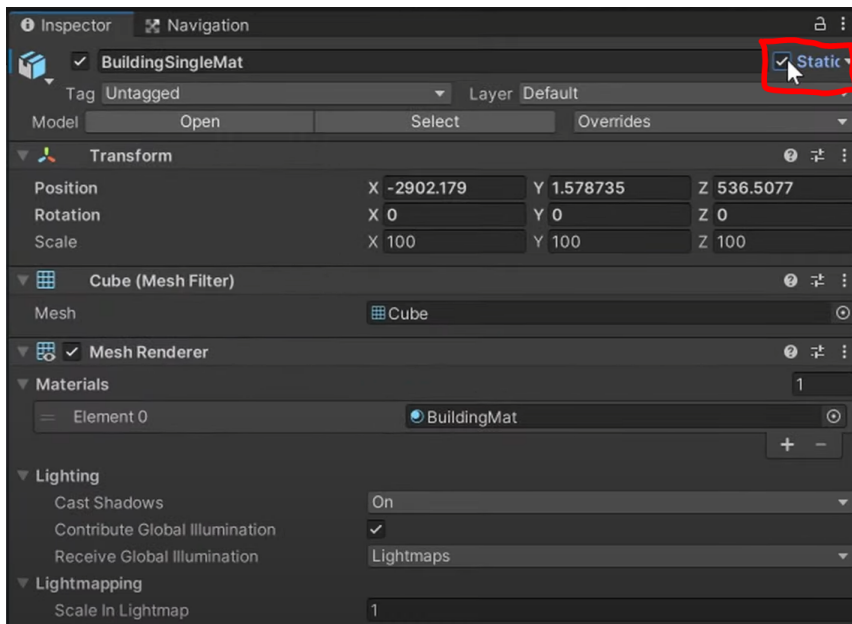 Inspector Navigation
BuildingSingleMat Static
Tag Untagged Layer Default
Model Open Select Overrides
Transform
Position X -2902.179 Y 1.578735 Z 536.5077
Rotation X 0 Y 0 Z 0
Scale X 100 Y 100 Z 100
Cube (Mesh Filter)
Mesh Cube
Mesh Renderer
Materials 1
Element 0 BuildingMat
Lighting
Cast Shadows On
Contribute Global Illumination
Receive Global Illumination Lightmaps
Lightmapping
Scale In Lightmap 1